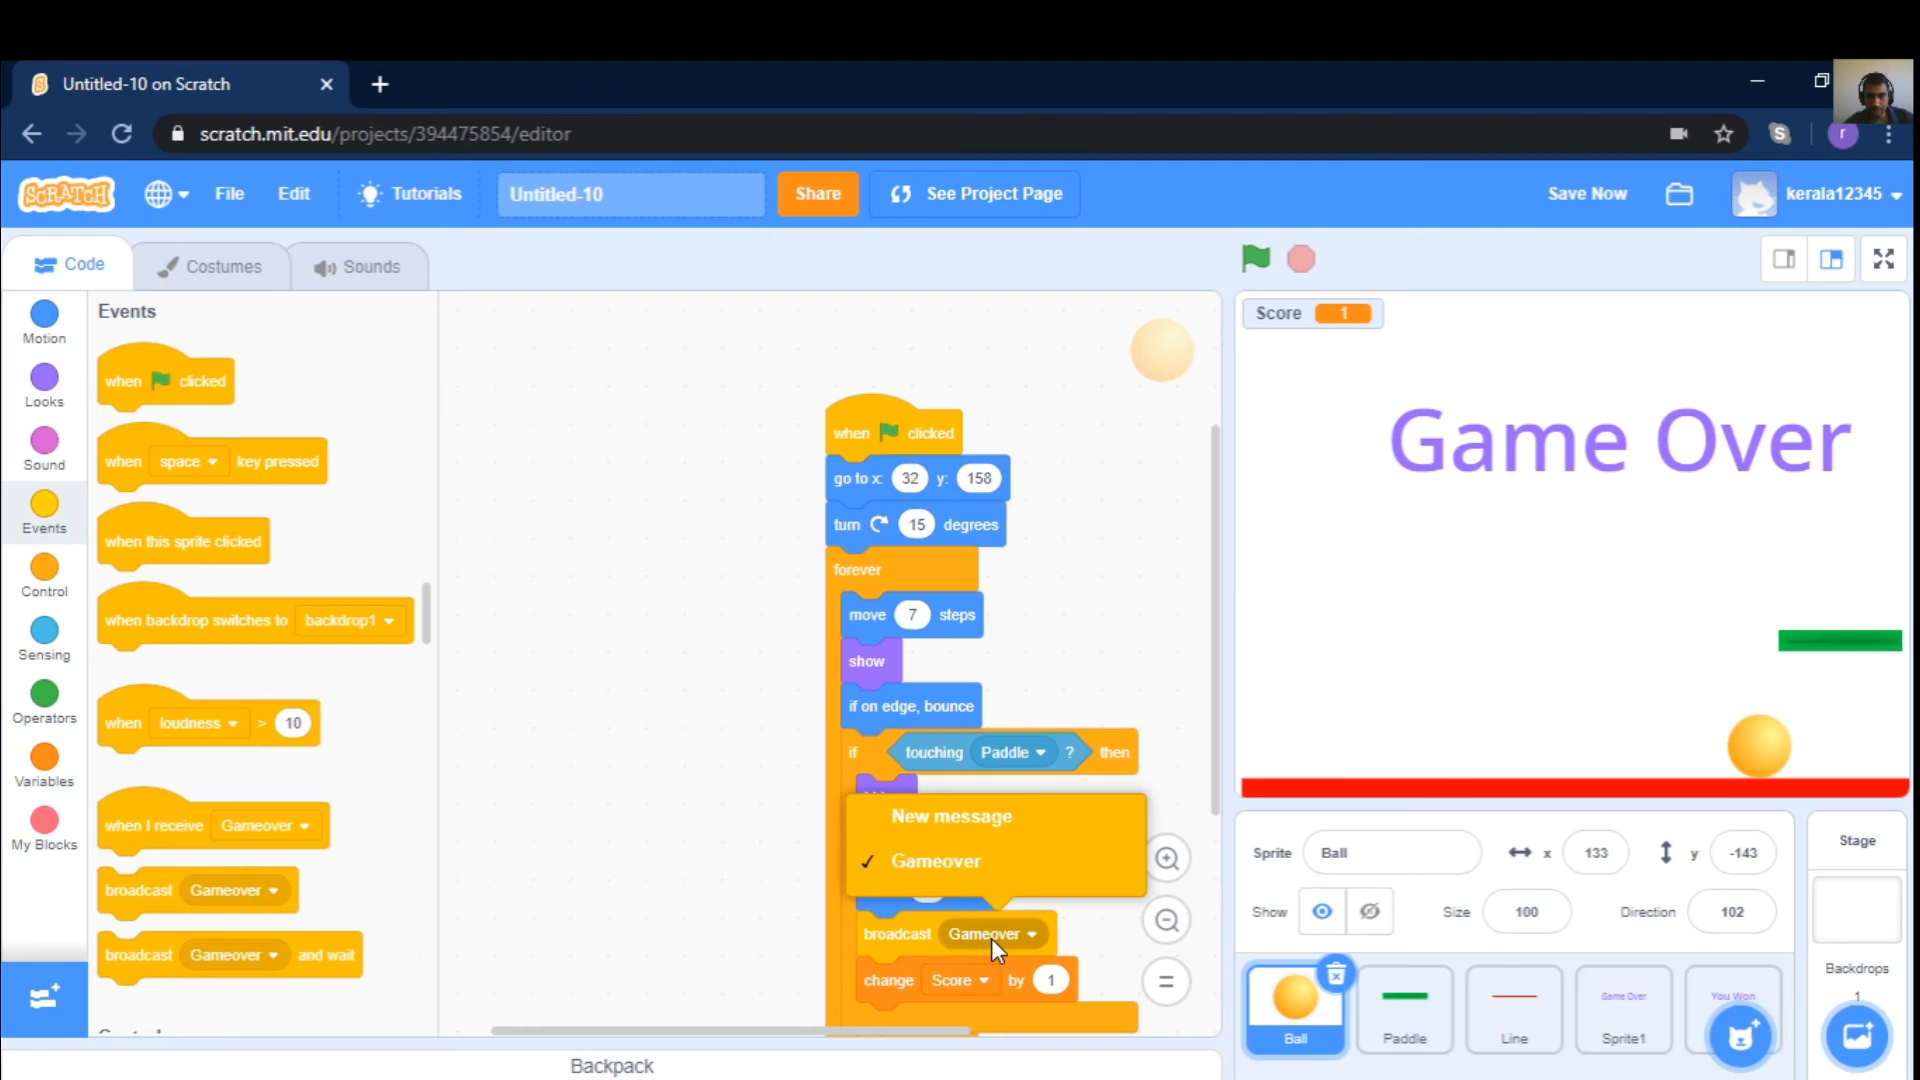 Untitled-10 on Scratch
scratch.mit.edu/projects/394475854/editor
S
r
SCRATCH
File
Edit
Tutorials
Untitled-10
Share
See Project Page
Save Now
kerala12345
Code
Costumes
Sounds
Motion
Looks
Sound
Events
Control
Sensing
Operators
Variables
My Blocks
Events
when clicked
when space key pressed
when this sprite clicked
when backdrop switches to backdrop1
when loudness > 10
when I receive Gameover
broadcast Gameover
broadcast Gameover and wait
when clicked
go to x: 32 y: 158
turn 15 degrees
forever
move 7 steps
show
if on edge, bounce
if touching Paddle ? then
New message
✓ Gameover
broadcast Gameover
change Score by 1
Backpack
Score 1
Game Over
Sprite Ball x 133 y -143
Show Size 100 Direction 102
Ball
Paddle
Line
Game Over
Sprite1
You Won
Stage
Backdrops
1